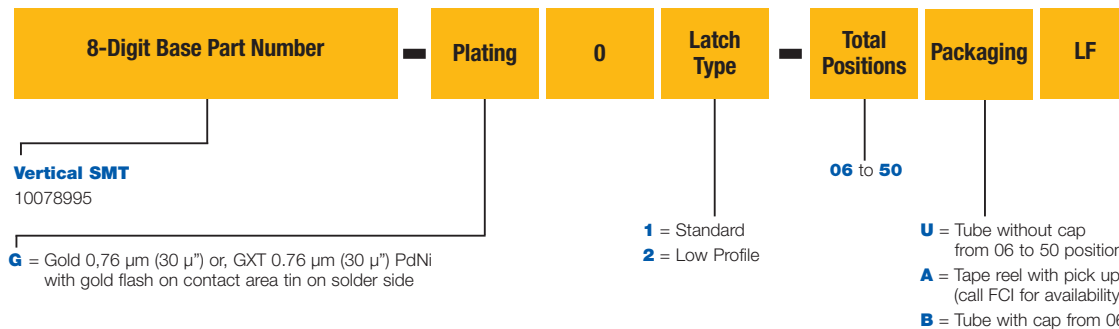 8-Digit Base Part Number
Plating
0
Latch
Type
Total
Positions
Packaging
LF
Vertical SMT
10078995
06 to 50
G = Gold 0,76 µm (30 µ”) or, GXT 0.76 µm (30 µ”) PdNi
with gold flash on contact area tin on solder side
1 = Standard
2 = Low Profile
U = Tube without cap
from 06 to 50 position
A = Tape reel with pick up
(call FCI for availability
B = Tube with cap from 06